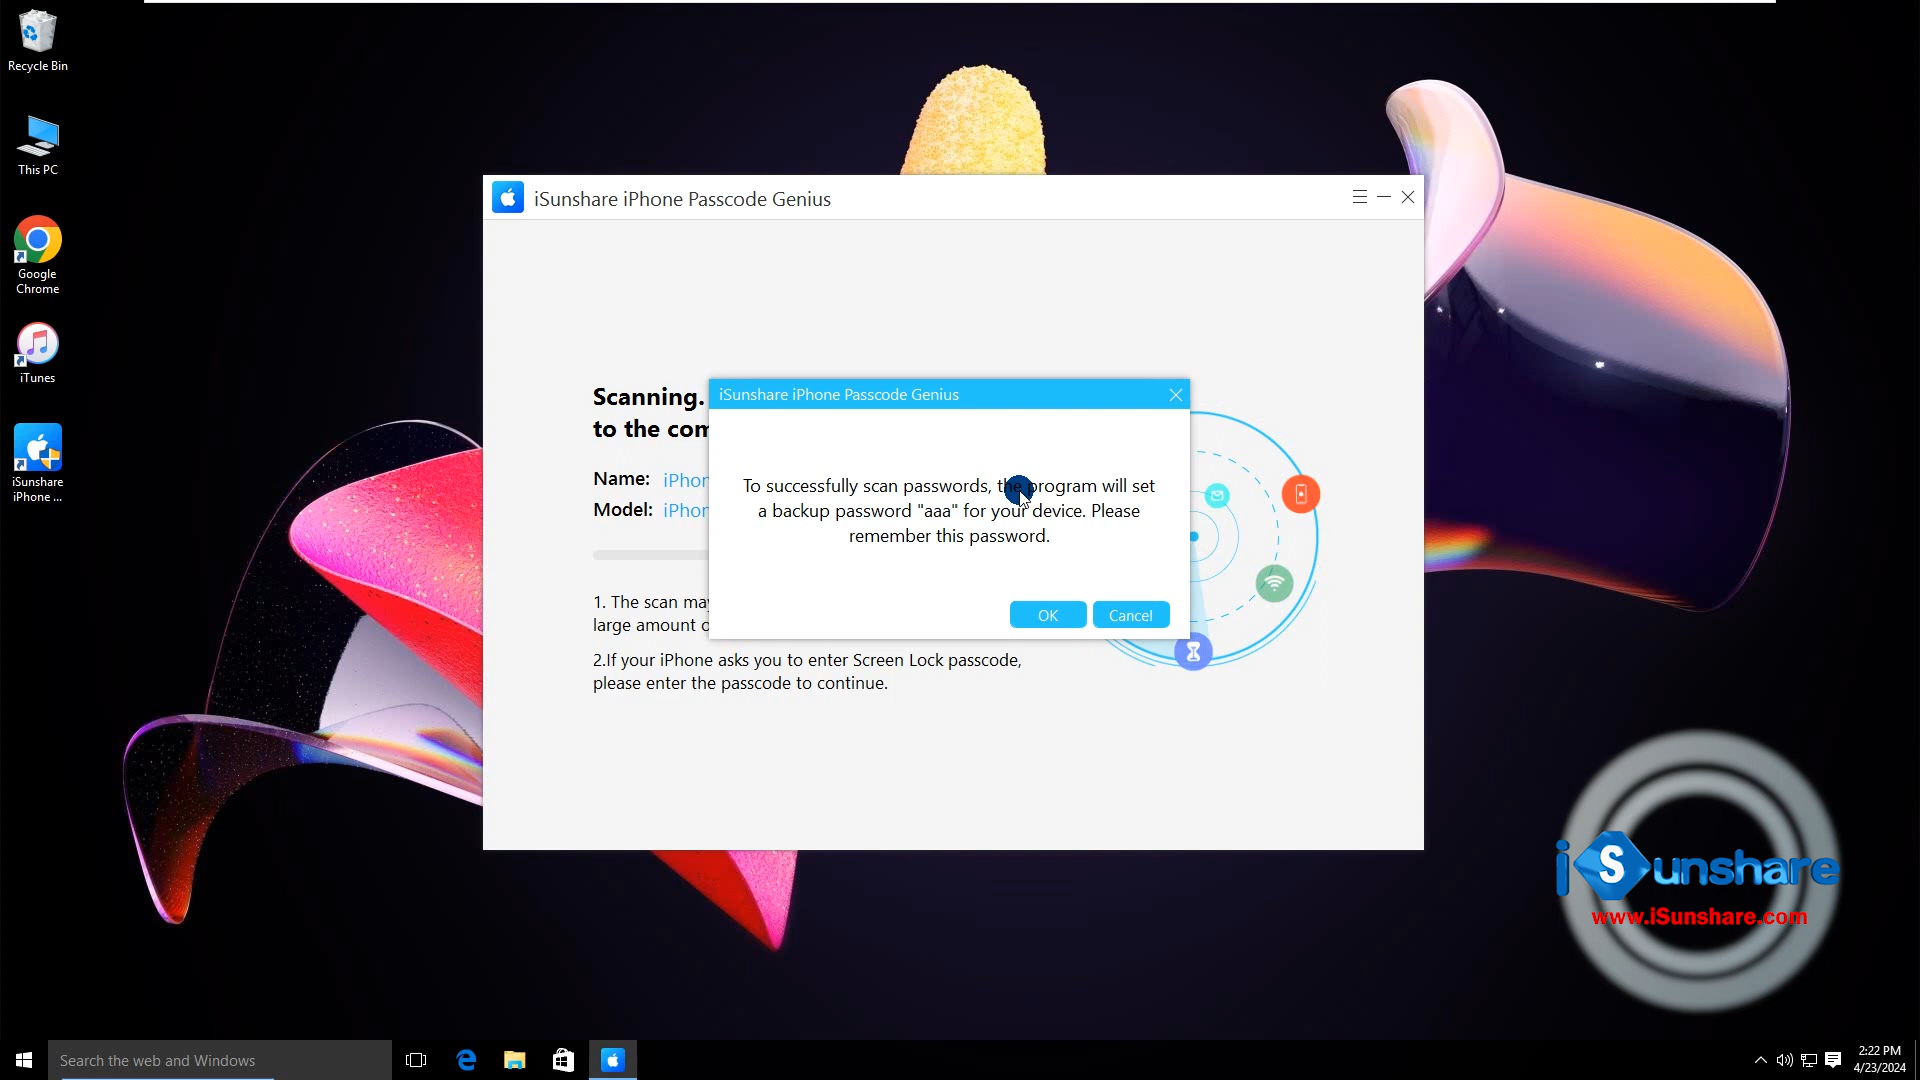 Recycle Bin
This PC
Google
Chrome
iTunes
iSunshare
iPhone ...
iSunshare iPhone Passcode Genius
Scanning.
to the com
Name: iPhon
Model: iPhon
1. The scan may
large amount o
2.If your iPhone asks you to enter Screen Lock passcode,
please enter the passcode to continue.
iSunshare iPhone Passcode Genius
To successfully scan passwords, the program will set
a backup password "aaa" for your device. Please
remember this password.
OK Cancel
iSunshare
www.iSunshare.com
Search the web and Windows
2:22 PM
4/23/2024